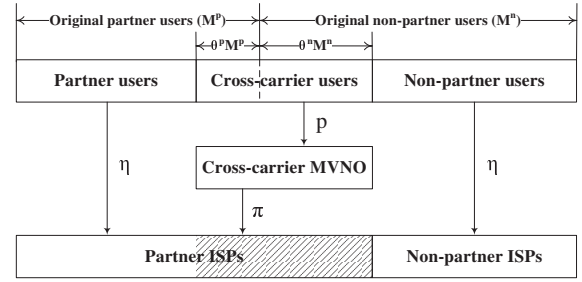 Original partner users (Mᵖ) Original non-partner users (Mⁿ)
θᵖMᵖ θⁿMⁿ
Partner users Cross-carrier users Non-partner users
p
η Cross-carrier MVNO η
π
Partner ISPs Non-partner ISPs